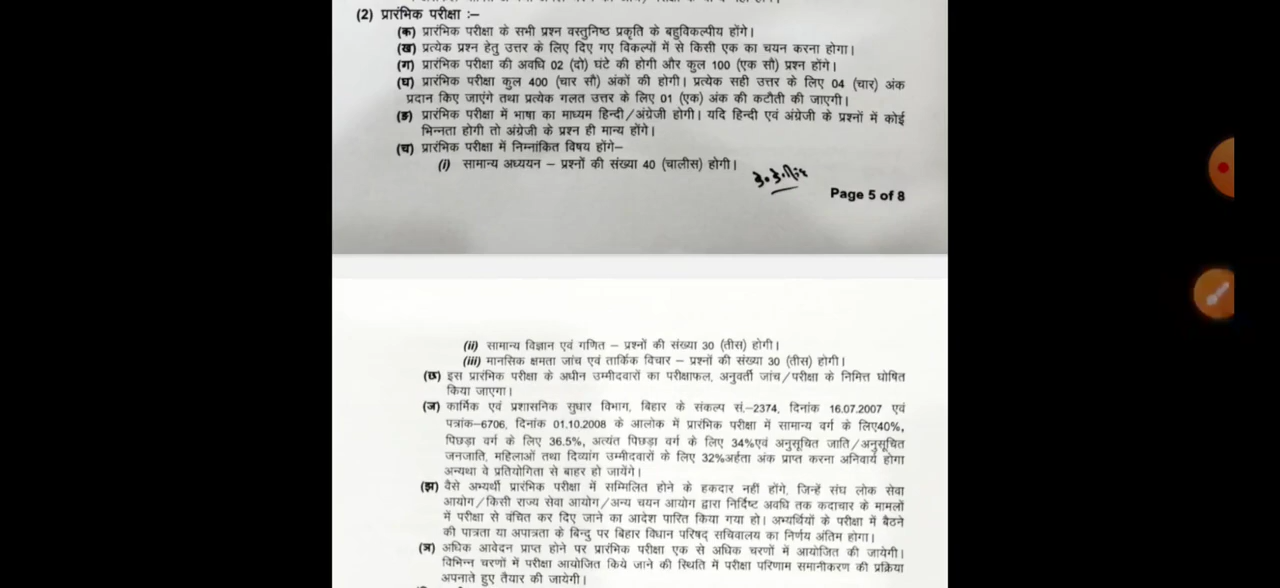 (2) प्रारंभिक परीक्षा :–
(क) प्रारंभिक परीक्षा के सभी प्रश्न वस्तुनिष्ठ प्रकृति के बहुविकल्पीय होंगे।
(ख) प्रत्येक प्रश्न हेतु उत्तर के लिए दिए गए विकल्पों में से किसी एक का चयन करना होगा।
(ग) प्रारंभिक परीक्षा की अवधि 02 (दो) घंटे की होगी और कुल 100 (एक सौ) प्रश्न होंगे।
(घ) प्रारंभिक परीक्षा कुल 400 (चार सौ) अंकों की होगी। प्रत्येक सही उत्तर के लिए 04 (चार) अंक
प्रदान किए जाएंगे तथा प्रत्येक गलत उत्तर के लिए 01 (एक) अंक की कटौती की जाएगी।
(ङ) प्रारंभिक परीक्षा में भाषा का माध्यम हिन्दी/अंग्रेजी होगी। यदि हिन्दी एवं अंग्रेजी के प्रश्नों में कोई
भिन्नता होगी तो अंग्रेजी के प्रश्न ही मान्य होंगे।
(च) प्रारंभिक परीक्षा में निम्नांकित विषय होंगे–
(i) सामान्य अध्ययन – प्रश्नों की संख्या 40 (चालीस) होगी।
Page 5 of 8
(ii) सामान्य विज्ञान एवं गणित – प्रश्नों की संख्या 30 (तीस) होगी।
(iii) मानसिक क्षमता जांच एवं तार्किक विचार – प्रश्नों की संख्या 30 (तीस) होगी।
(छ) इस प्रारंभिक परीक्षा के अधीन उम्मीदवारों का परीक्षाफल, अनुवर्ती जांच/परीक्षा के निमित्त घोषित
किया जाएगा।
(ज) कार्मिक एवं प्रशासनिक सुधार विभाग, बिहार के संकल्प सं.–2374, दिनांक 16.07.2007 एवं
पत्रांक–6706, दिनांक 01.10.2008 के आलोक में प्रारंभिक परीक्षा में सामान्य वर्ग के लिए40%,
पिछड़ा वर्ग के लिए 36.5%, अत्यंत पिछड़ा वर्ग के लिए 34%एवं अनुसूचित जाति/अनुसूचित
जनजाति, महिलाओं तथा दिव्यांग उम्मीदवारों के लिए 32%अर्हता अंक प्राप्त करना अनिवार्य होगा
अन्यथा वे प्रतियोगिता से बाहर हो जायेंगे।
(झ) वैसे अभ्यर्थी प्रारंभिक परीक्षा में सम्मिलित होने के हकदार नहीं होंगे, जिन्हें संघ लोक सेवा
आयोग/किसी राज्य सेवा आयोग/अन्य चयन आयोग द्वारा निर्दिष्ट अवधि तक कदाचार के मामलों
में परीक्षा से वंचित कर दिए जाने का आदेश पारित किया गया हो। अभ्यर्थियों के परीक्षा में बैठने
की पात्रता या अपात्रता के बिन्दु पर बिहार विधान परिषद् सचिवालय का निर्णय अंतिम होगा।
(ञ) अधिक आवेदन प्राप्त होने पर प्रारंभिक परीक्षा एक से अधिक चरणों में आयोजित की जायेगी।
विभिन्न चरणों में परीक्षा आयोजित किये जाने की स्थिति में परीक्षा परिणाम समानीकरण की प्रक्रिया
अपनाते हुए तैयार की जायेगी।